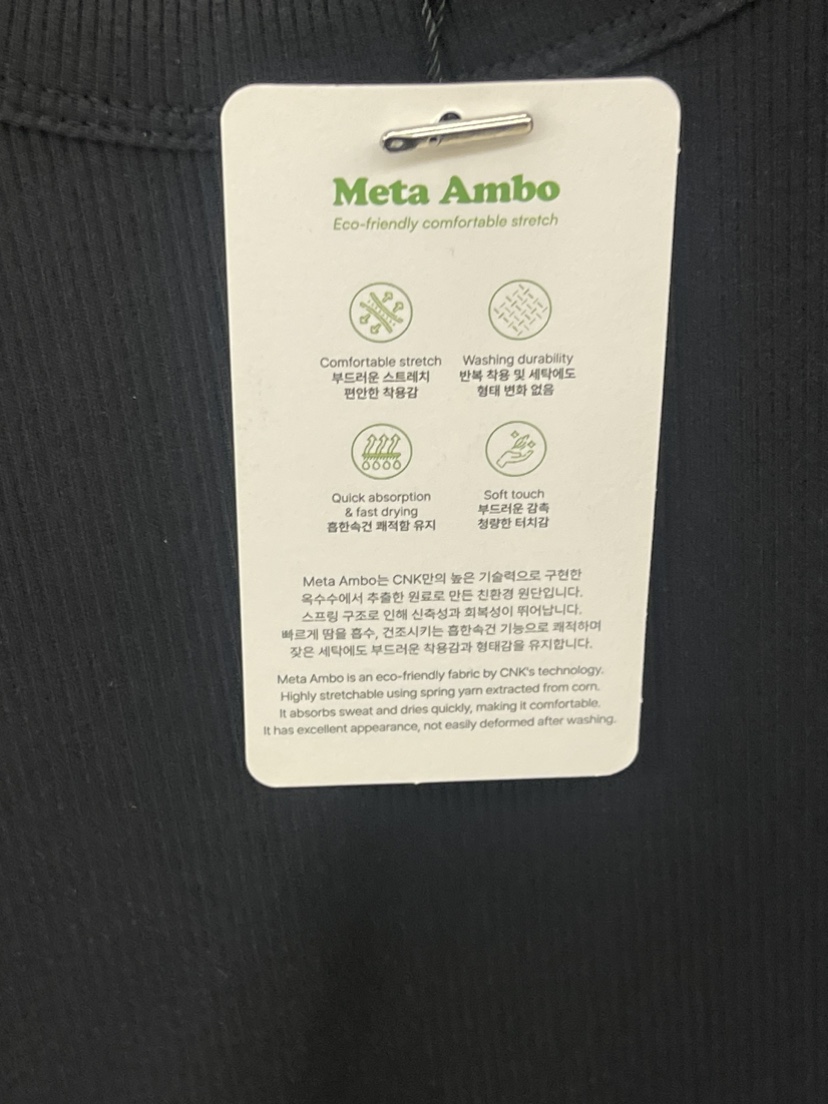 Meta Ambo
Eco-friendly comfortable stretch
Comfortable stretch
부드러운 스트레치
편안한 착용감
Washing durability
반복 착용 및 세탁에도
형태 변화 없음
Quick absorption
& fast drying
흡한속건 쾌적함 유지
Soft touch
부드러운 감촉
청량한 터치감
Meta Ambo는 CNK만의 높은 기술력으로 구현한
옥수수에서 추출한 원료로 만든 친환경 원단입니다.
스프링 구조로 인해 신축성과 회복성이 뛰어납니다.
빠르게 땀을 흡수, 건조시키는 흡한속건 기능으로 쾌적하며
잦은 세탁에도 부드러운 착용감과 형태감을 유지합니다.
Meta Ambo is an eco-friendly fabric by CNK's technology.
Highly stretchable using spring yarn extracted from corn.
It absorbs sweat and dries quickly, making it comfortable.
It has excellent appearance, not easily deformed after washing.